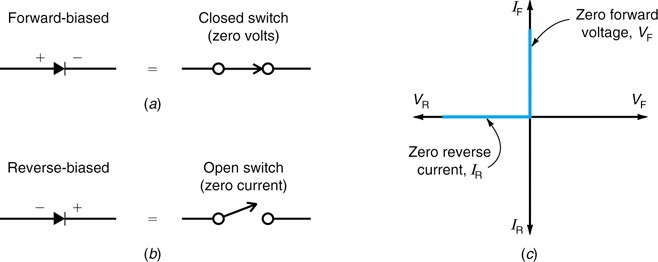 Forward-biased
Closed switch
(zero volts)
+ −
=
(a)
Reverse-biased
Open switch
(zero current)
− +
=
(b)
I_F
Zero forward
voltage, V_F
V_R
V_F
Zero reverse
current, I_R
I_R
(c)